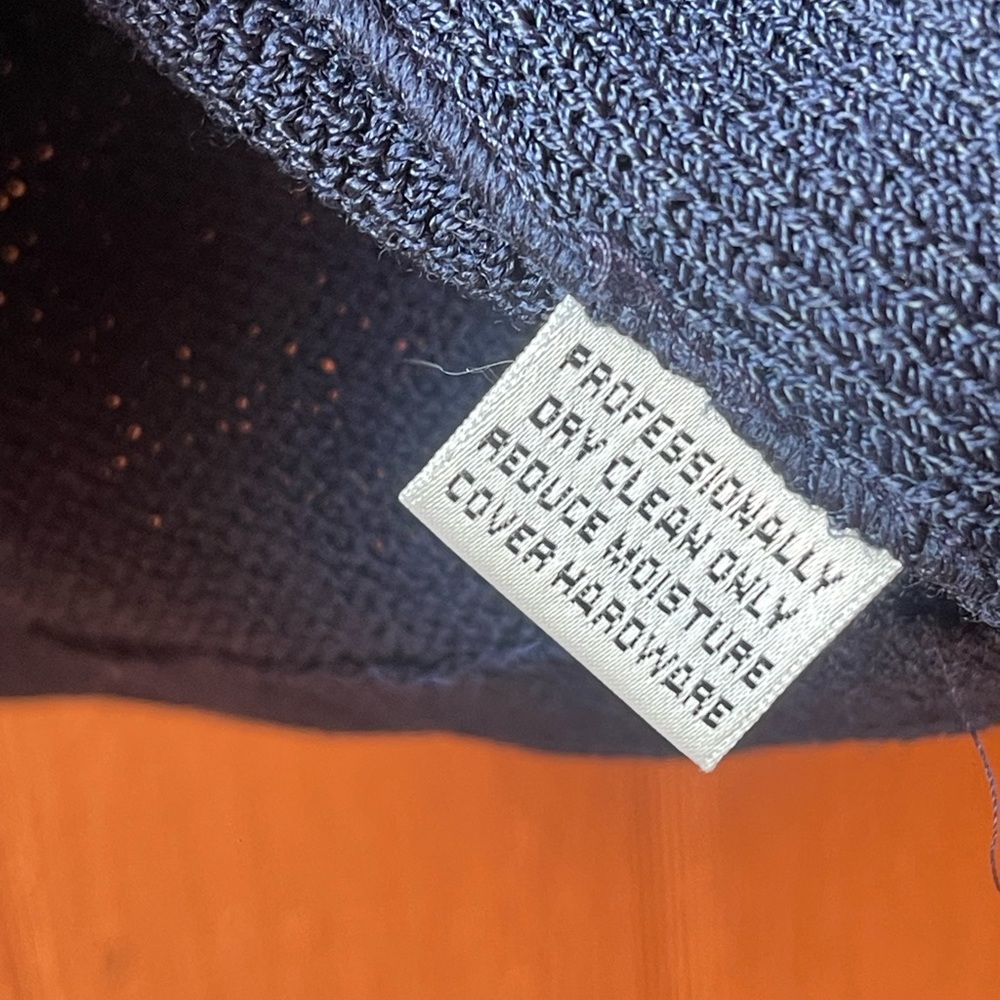 PROFESSIONALLY
DRY CLEAN ONLY
REDUCE MOISTURE
COVER HARDWARE